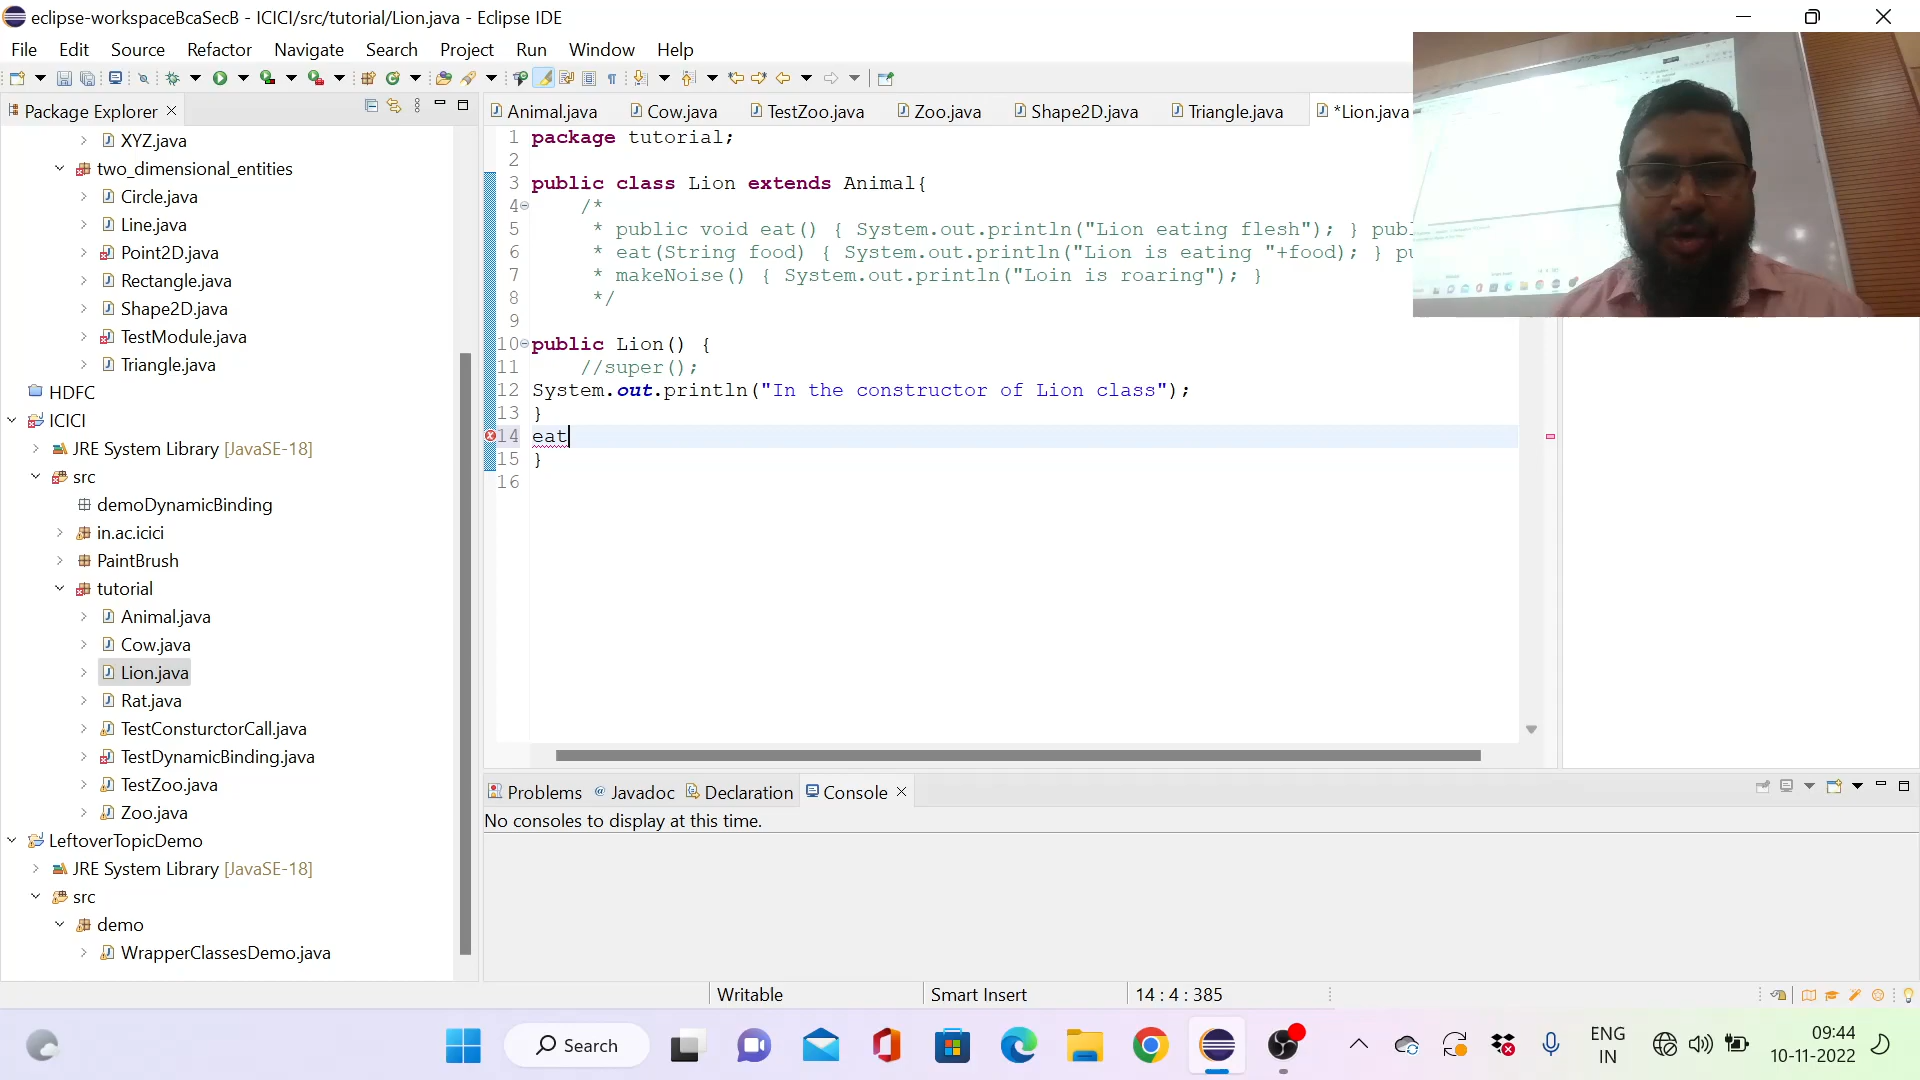 eclipse-workspaceBcaSecB - ICICI/src/tutorial/Lion.java - Eclipse IDE
File Edit Source Refactor Navigate Search Project Run Window Help
Package Explorer
XYZ.java
two_dimensional_entities
Circle.java
Line.java
Point2D.java
Rectangle.java
Shape2D.java
TestModule.java
Triangle.java
HDFC
ICICI
JRE System Library [JavaSE-18]
src
demoDynamicBinding
in.ac.icici
PaintBrush
tutorial
Animal.java
Cow.java
Lion.java
Rat.java
TestConsturctorCall.java
TestDynamicBinding.java
TestZoo.java
Zoo.java
LeftoverTopicDemo
JRE System Library [JavaSE-18]
src
demo
WrapperClassesDemo.java
Animal.java Cow.java TestZoo.java Zoo.java Shape2D.java Triangle.java *Lion.java
1 package tutorial;
2
3 public class Lion extends Animal{
4 /*
5 * public void eat() { System.out.println("Lion eating flesh"); } publ
6 * eat(String food) { System.out.println("Lion is eating "+food); } pu
7 * makeNoise() { System.out.println("Loin is roaring"); }
8 */
9
10 public Lion() {
11 //super();
12 System.out.println("In the constructor of Lion class");
13 }
14 eat
15 }
16
Problems Javadoc Declaration Console
No consoles to display at this time.
Writable Smart Insert 14 : 4 : 385
Search
ENG
IN
09:44
10-11-2022